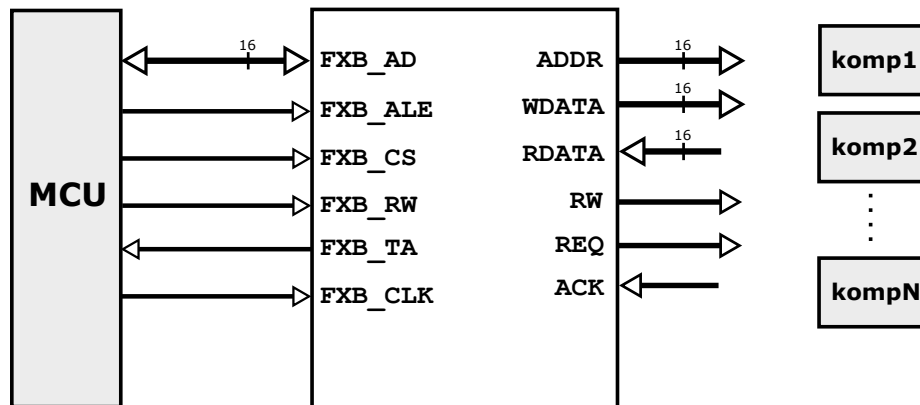 MCU
16
FXB_AD
FXB_ALE
FXB_CS
FXB_RW
FXB_TA
FXB_CLK
ADDR
16
WDATA
16
RDATA
16
RW
REQ
ACK
komp1
komp2
kompN